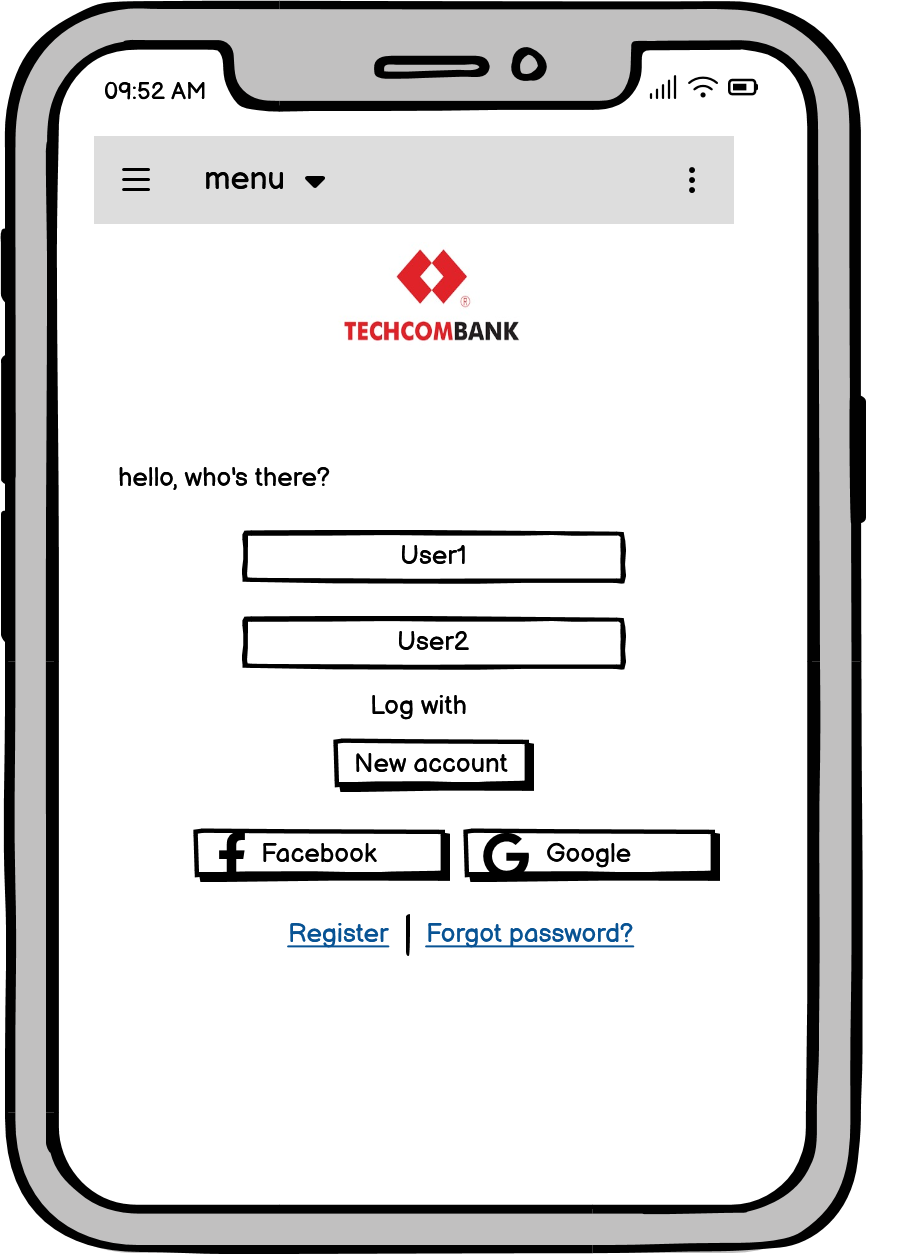 09:52 AM
menu
®
TECHCOMBANK
hello, who's there?
User1
User2
Log with
New account
Facebook Google
Register Forgot password?